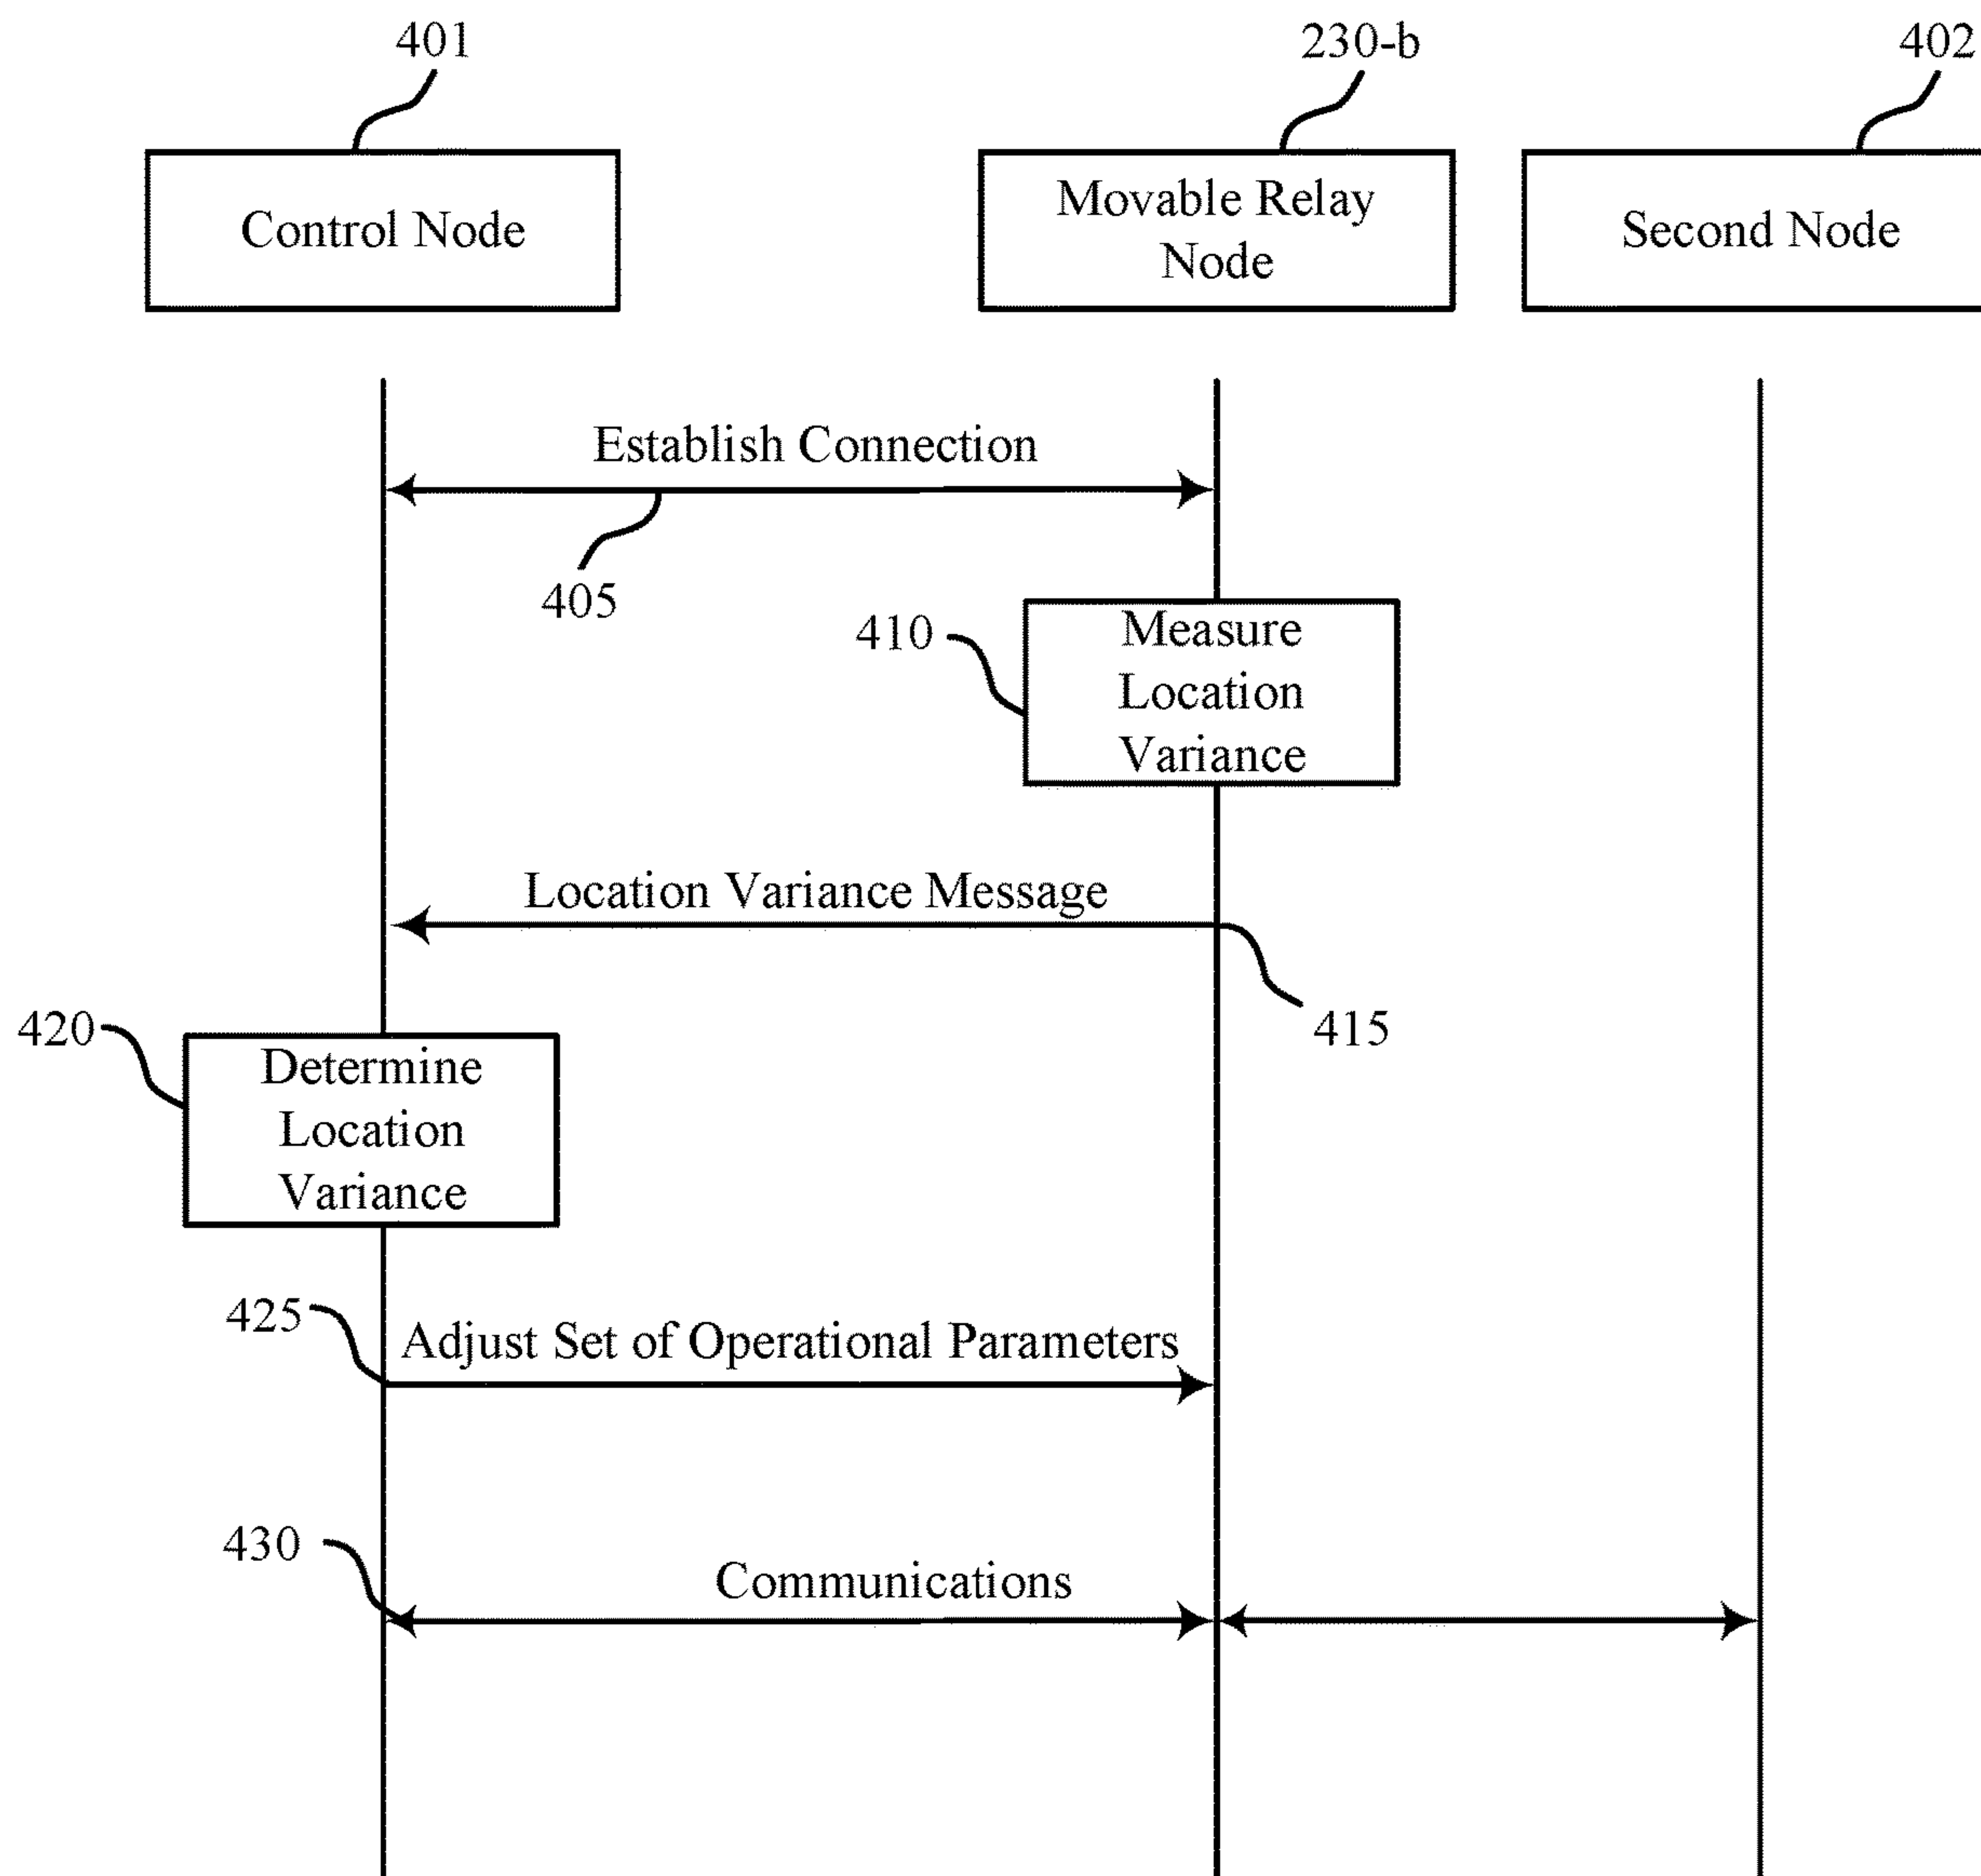 401
230-b
402
Control Node
Movable Relay
Node
Second Node
Establish Connection
405
410
Measure
Location
Variance
Location Variance Message
415
420
Determine
Location
Variance
425
Adjust Set of Operational Parameters
430
Communications